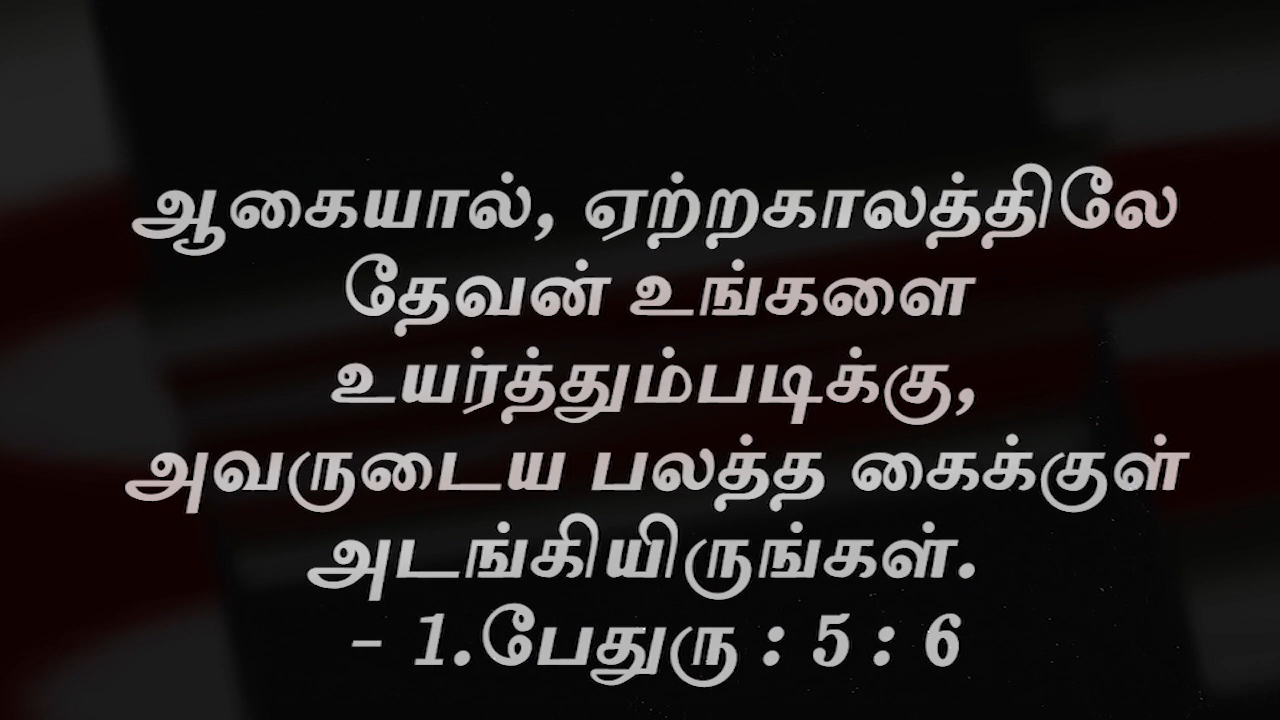 ஆகையால், ஏற்றகாலத்திலே
தேவன் உங்களை
உயர்த்தும்படிக்கு,
அவருடைய பலத்த கைக்குள்
அடங்கியிருங்கள்.
- 1.பேதுரு : 5 : 6